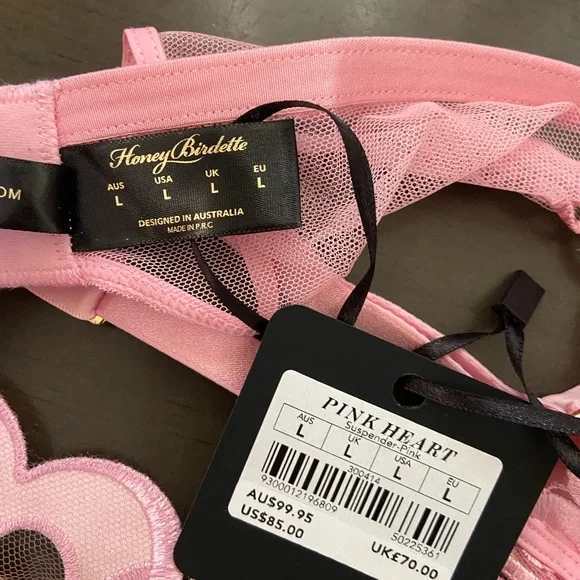 DM
Honey Birdette
AUS USA UK EU
L L L L
DESIGNED IN AUSTRALIA
MADE IN P.R.C
PINK HEART
Suspender-Pink
AUS UK USA EU
L L L L
300414
9300012196809
50225361
AU$99.95
US$85.00
UK£70.00